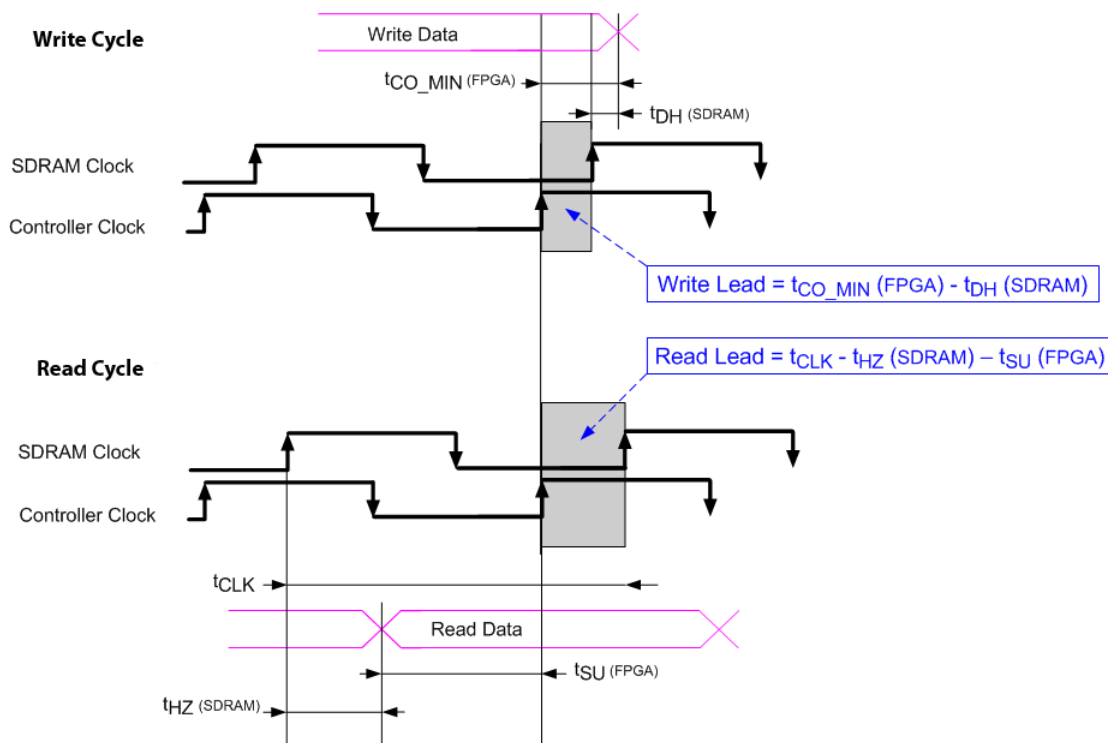 Write Cycle
Write Data
tCO_MIN (FPGA)
tDH (SDRAM)
SDRAM Clock
Controller Clock
Write Lead = tCO_MIN (FPGA) - tDH (SDRAM)
Read Lead = tCLK - tHZ (SDRAM) – tSU (FPGA)
Read Cycle
SDRAM Clock
Controller Clock
tCLK
Read Data
tSU (FPGA)
tHZ (SDRAM)